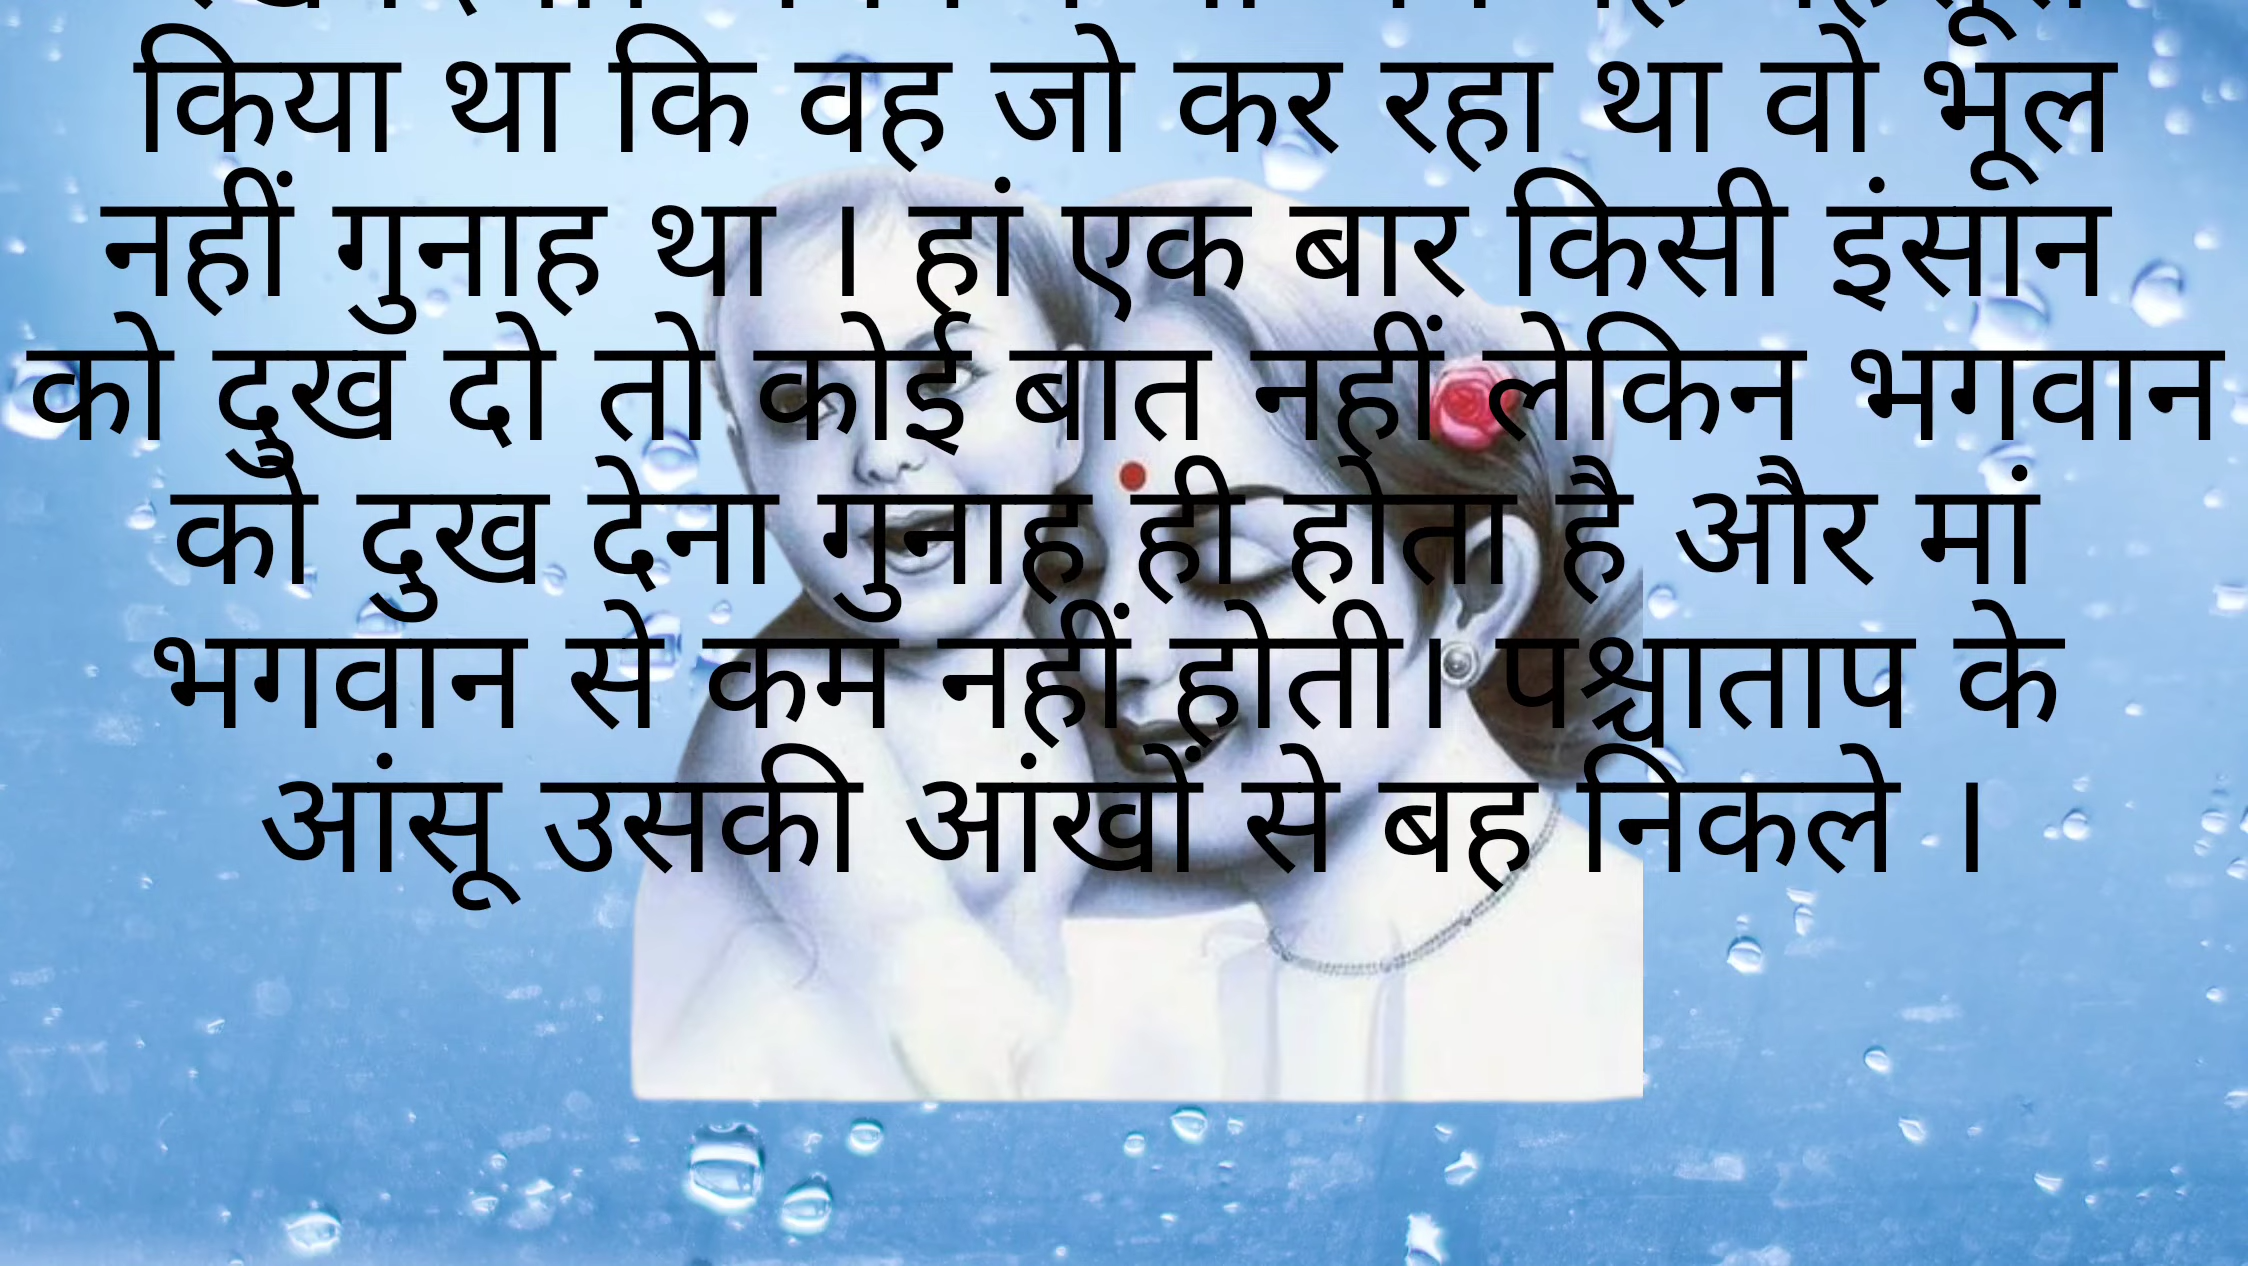 किया था कि वह जो कर रहा था वो भूल
नहीं गुनाह था । हां एक बार किसी इंसान
को दुख दो तो कोई बात नहीं लेकिन भगवान
को दुख देना गुनाह ही होता है और मां
भगवान से कम नहीं होती। पश्चाताप के
आंसू उसकी आंखों से बह निकले ।